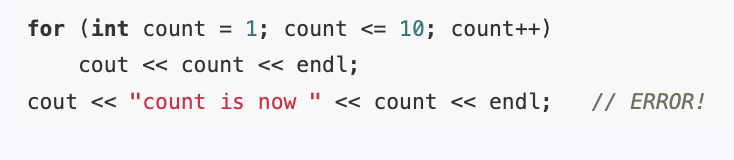 for (int count = 1; count <= 10; count++)
    cout << count << endl;
cout << "count is now " << count << endl;   // ERROR!